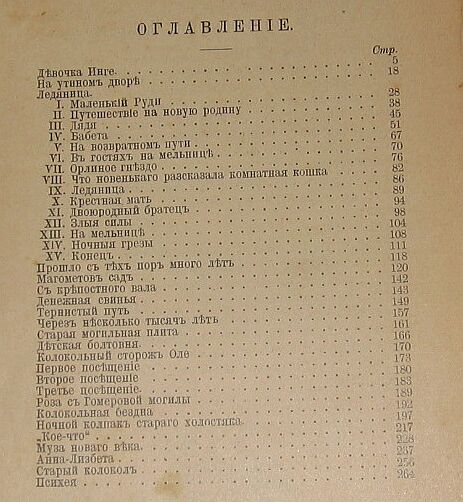 ОГЛАВЛЕНІЕ.
Стр.
Дѣвочка Инге. 5
На утиномъ дворѣ 18
Ледяница.
I. Маленькій Руди 28
II. Путешествіе на новую родину 38
III. Дядя 45
IV. Бабета 51
V. На возвратномъ пути 67
VI. Въ гостяхъ на мельницѣ 70
VII. Орлиное гнѣздо 76
VIII. Что новенькаго разсказала комнатная кошка 82
IX. Ледяница 86
X. Крестная мать 89
XI. Двоюродный братецъ 94
XII. Злыя силы 98
XIII. На мельницѣ 104
XIV. Ночныя грезы 108
XV. Конецъ 111
Прошло съ тѣхъ поръ много лѣтъ 118
Магометовъ садъ 120
Съ крѣпостного вала 142
Денежная свинья 143
Тернистый путь 149
Черезъ нѣсколько тысячъ лѣтъ 157
Старая могильная плита 161
Дѣтская болтовня 166
Колокольный сторожъ Оле 170
Первое посѣщеніе 173
Второе посѣщеніе 180
Третье посѣщеніе 183
Роза съ Гомеровой могилы 189
Колокольная бездна 192
Ночной колпакъ стараго холостяка 197
„Кое-что“ 217
Муза новаго вѣка 228
Анна-Лизбета 237
Старый колоколъ 256
Психея 264